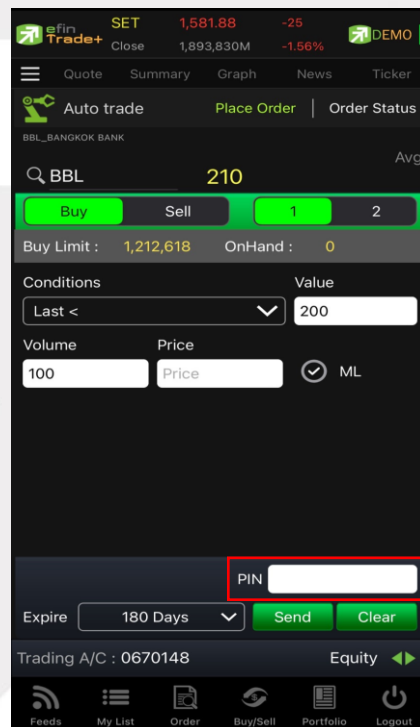 efin Trade+ SET 1,581.88 -25 DEMO
Close 1,893,830M -1.56%
Quote Summary Graph News Ticker
Auto trade Place Order | Order Status
BBL_BANGKOK BANK
Avg
BBL 210
Buy Sell 1 2
Buy Limit : 1,212,618 OnHand : 0
Conditions Value
Last < 200
Volume Price
100 Price ML
PIN
Expire 180 Days Send Clear
Trading A/C : 0670148 Equity
Feeds My List Order Buy/Sell Portfolio Logout